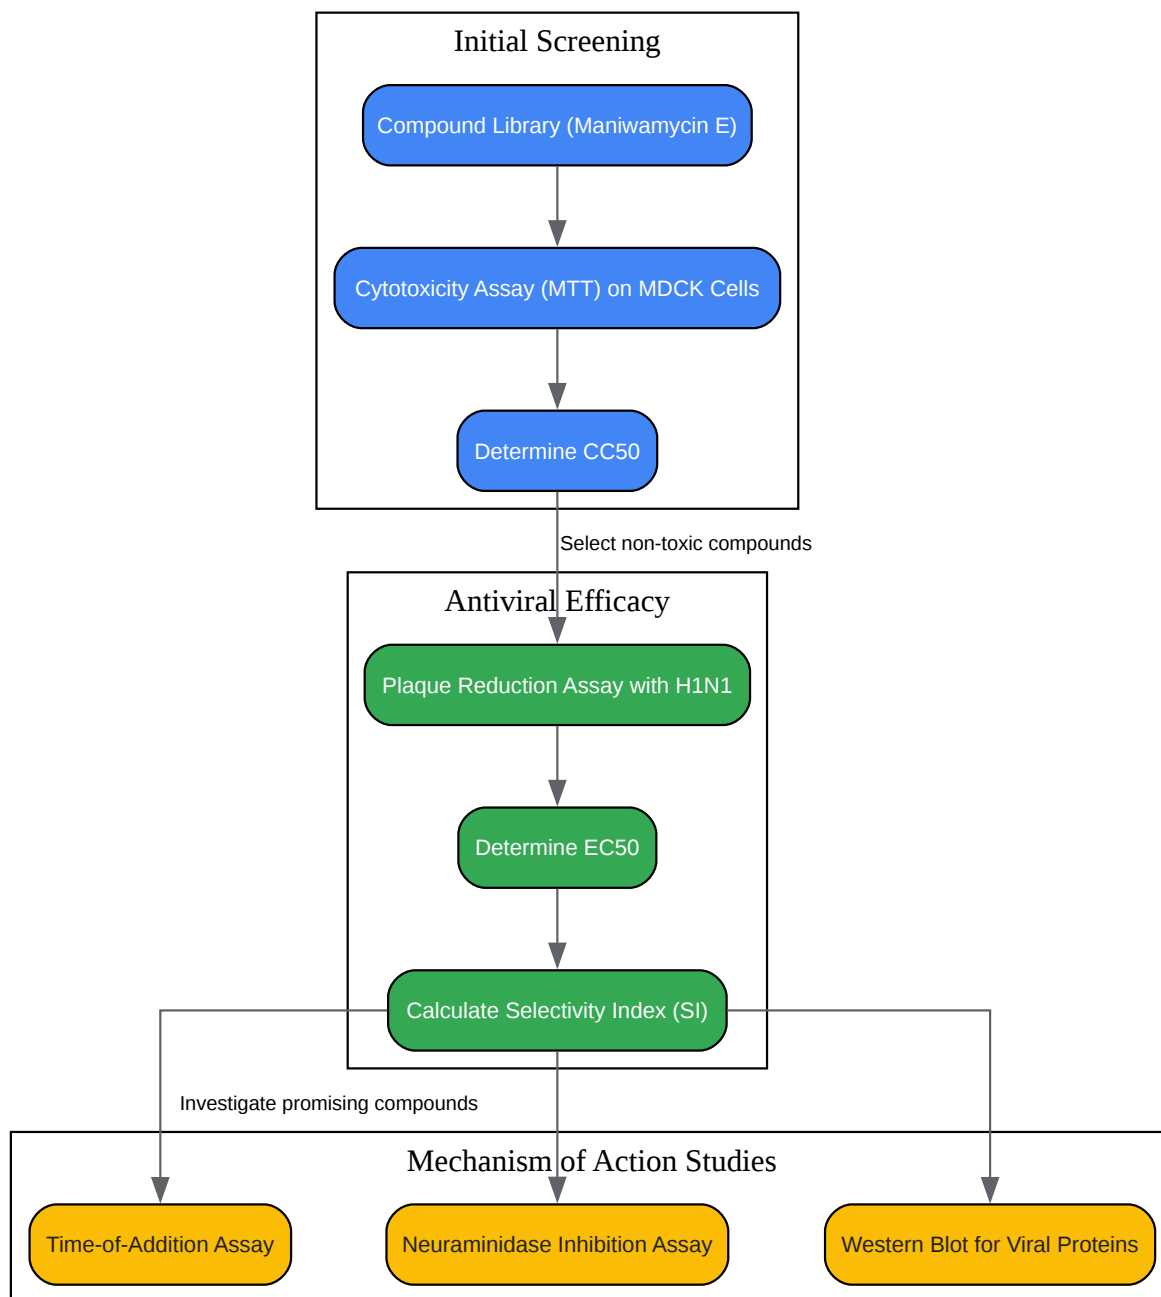 Initial Screening
Compound Library (Maniwamycin E)
Cytotoxicity Assay (MTT) on MDCK Cells
Determine CC50
Select non-toxic compounds
Antiviral Efficacy
Plaque Reduction Assay with H1N1
Determine EC50
Calculate Selectivity Index (SI)
Investigate promising compounds
Mechanism of Action Studies
Time-of-Addition Assay
Neuraminidase Inhibition Assay
Western Blot for Viral Proteins